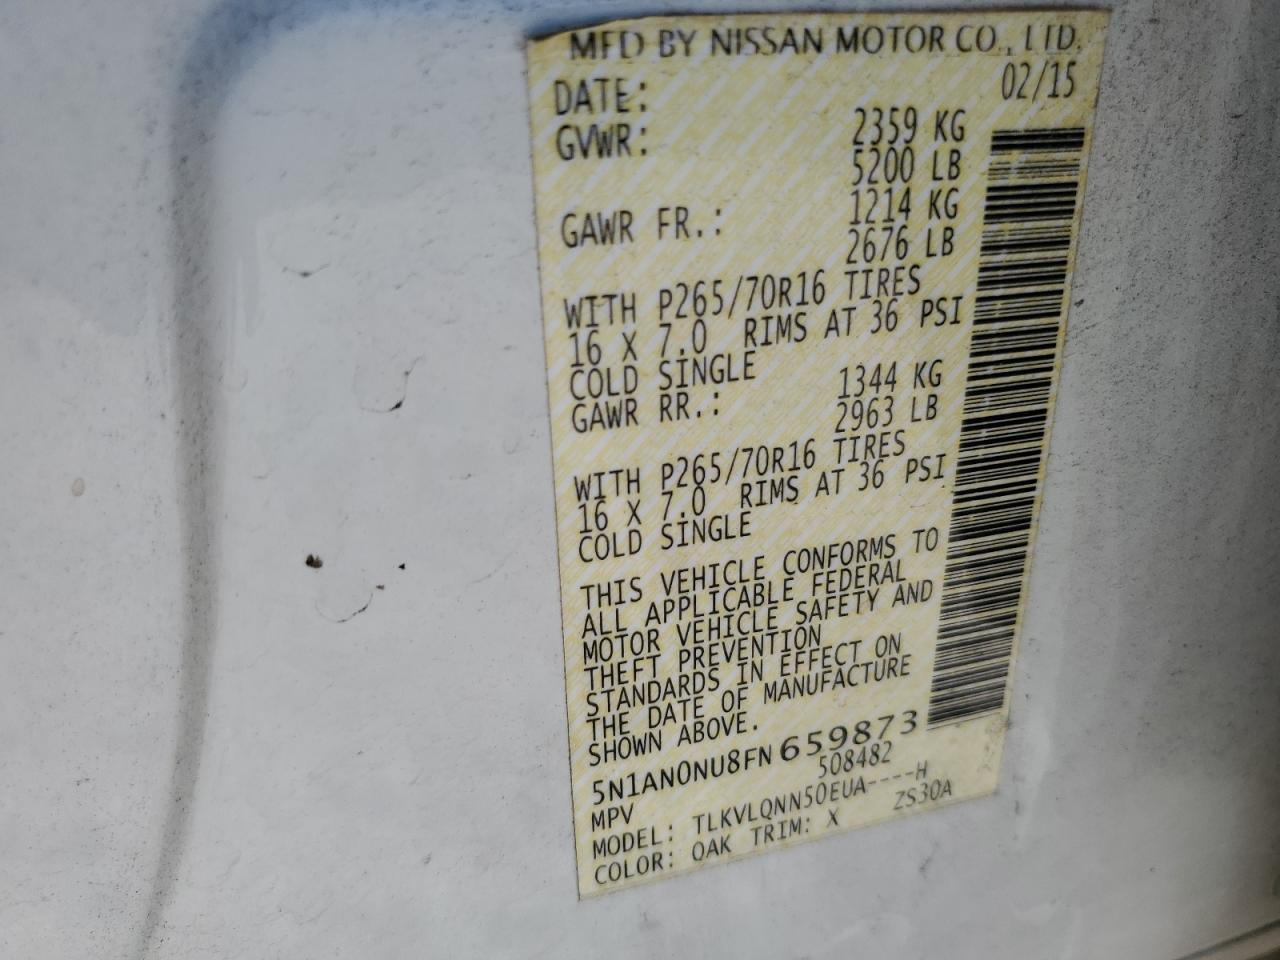 MFD BY NISSAN MOTOR CO., LTD.
DATE: 02/15
GVWR: 2359 KG
5200 LB
GAWR FR.: 1214 KG
2676 LB
WITH P265/70R16 TIRES
16 X 7.0 RIMS AT 36 PSI
COLD SINGLE
GAWR RR.: 1344 KG
2963 LB
WITH P265/70R16 TIRES
16 X 7.0 RIMS AT 36 PSI
COLD SINGLE
THIS VEHICLE CONFORMS TO
ALL APPLICABLE FEDERAL
MOTOR VEHICLE SAFETY AND
THEFT PREVENTION
STANDARDS IN EFFECT ON
THE DATE OF MANUFACTURE
SHOWN ABOVE.
5N1AN0NU8FN659873
MPV 508482
MODEL: TLKVLQNN50EUA----H
COLOR: QAK TRIM: X ZS30A